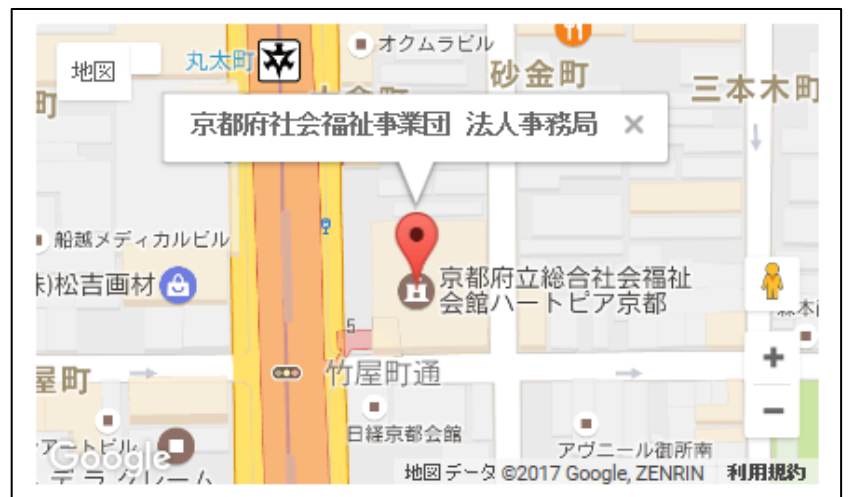 地図
丸太町
オクムラビル
砂金町
三本木町
町
京都府社会福祉事業団 法人事務局
船越メディカルビル
株)松吉画材
京都府立総合社会福祉
会館ハートピア京都
5
屋町
竹屋町通
日経京都会館
アヴニール御所南
アートビル
Google
地図データ ©2017 Google, ZENRIN
利用規約